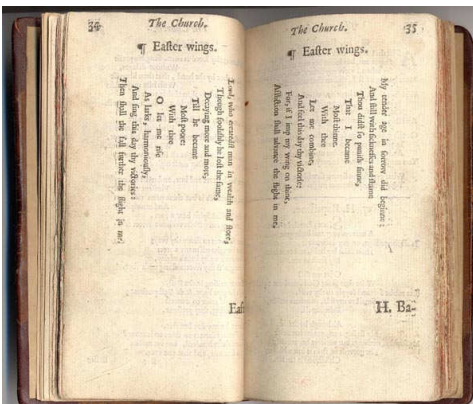 34 The Church.
¶ Eaſter wings.
Lord, who createdſt man in wealth and ſtore,
Though fooliſhly he loſt the ſame,
Decaying more and more,
Till he became
Moſt poore:
With thee
O let me riſe
As larks, harmoniouſly,
And ſing this day thy victories:
Then ſhall the fall further the flight in me.
Eaſ
The Church. 35
¶ Eaſter wings.
My tender age in ſorrow did beginne:
And ſtill with ſickneſſes and ſhame
Thou didſt ſo puniſh ſinne,
That I became
Moſt thinne.
With thee
Let me combine,
And feel this day thy victorie:
For, if I imp my wing on thine,
Affliction ſhall advance the flight in me.
H. Ba-